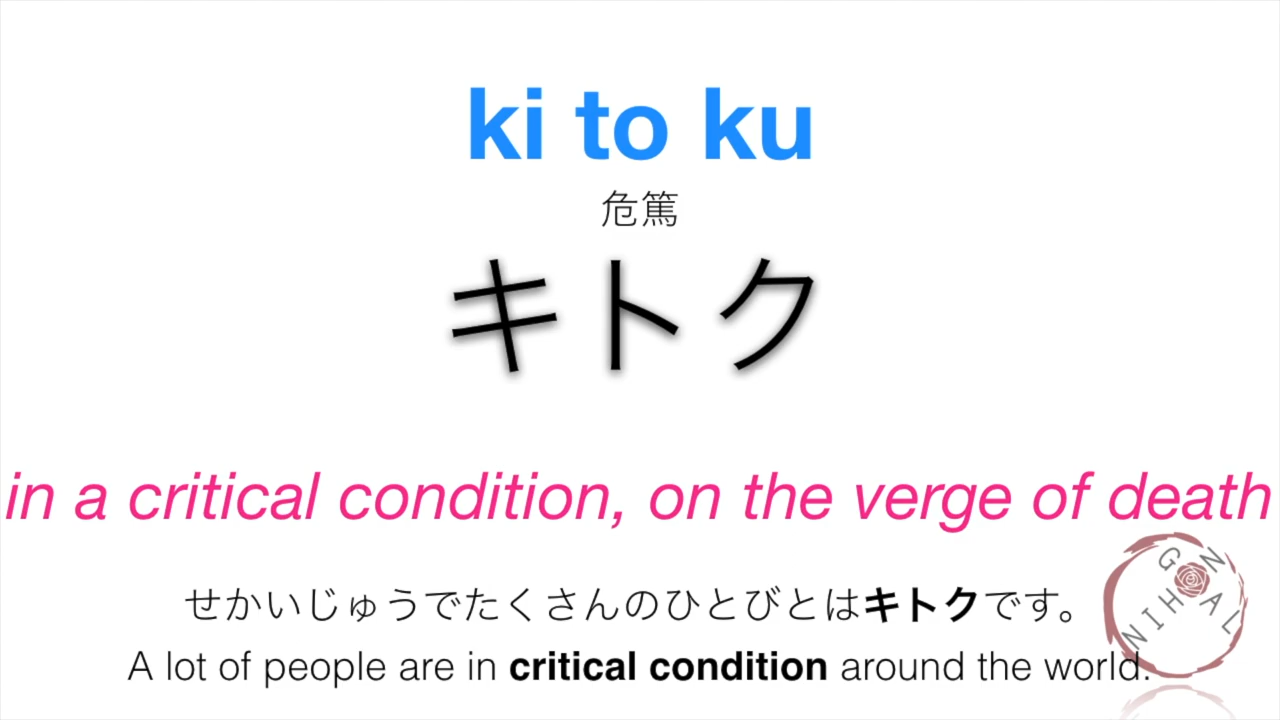 ki to ku
危篤
キトク
in a critical condition, on the verge of death
せかいじゅうでたくさんのひとびとはキトクです。
A lot of people are in critical condition around the world.
NIHON GAL